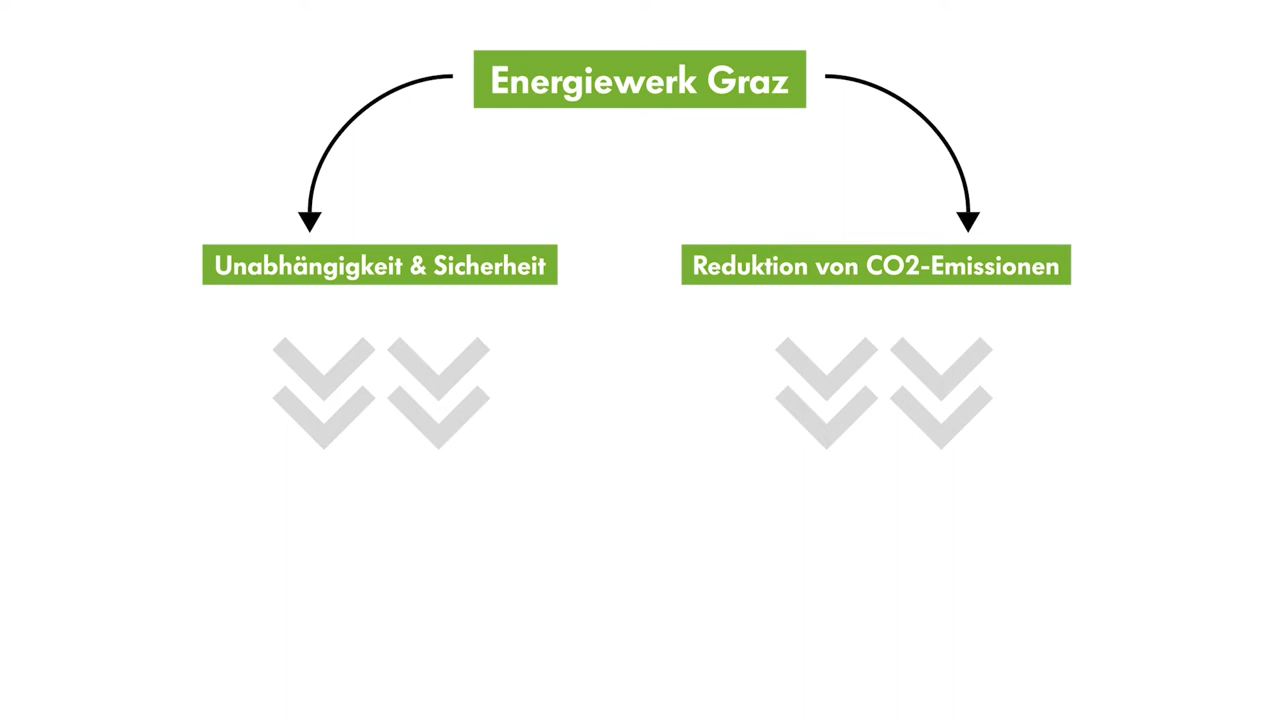 Energiewerk Graz
Unabhängigkeit & Sicherheit
Reduktion von CO2-Emissionen